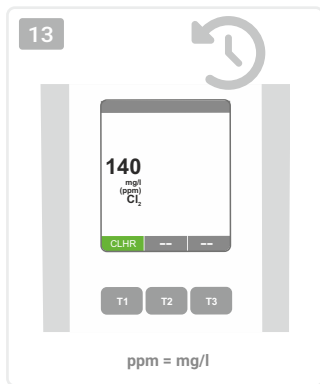 13
140
mg/l
(ppm)
Cl₂
CLHR -- --
T1 T2 T3
ppm = mg/l